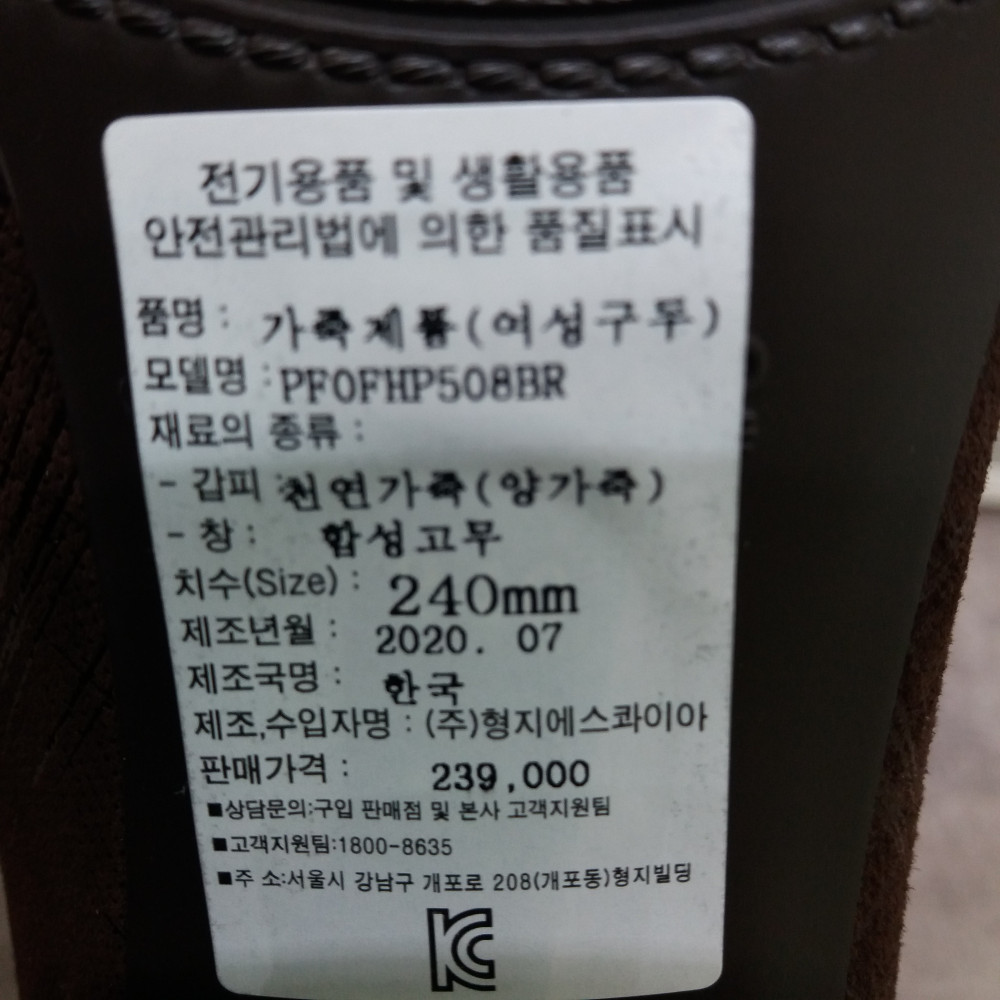 전기용품 및 생활용품
안전관리법에 의한 품질표시
품명 : 가죽제품(여성구두)
모델명 : PF0FHP508BR
재료의 종류 :
- 갑피 : 천연가죽(양가죽)
- 창 : 합성고무
치수(Size) : 240mm
제조년월 : 2020. 07
제조국명 : 한국
제조,수입자명 : (주)형지에스콰이아
판매가격 : 239,000
■상담문의:구입 판매점 및 본사 고객지원팀
■고객지원팀:1800-8635
■주 소:서울시 강남구 개포로 208(개포동)형지빌딩
KC